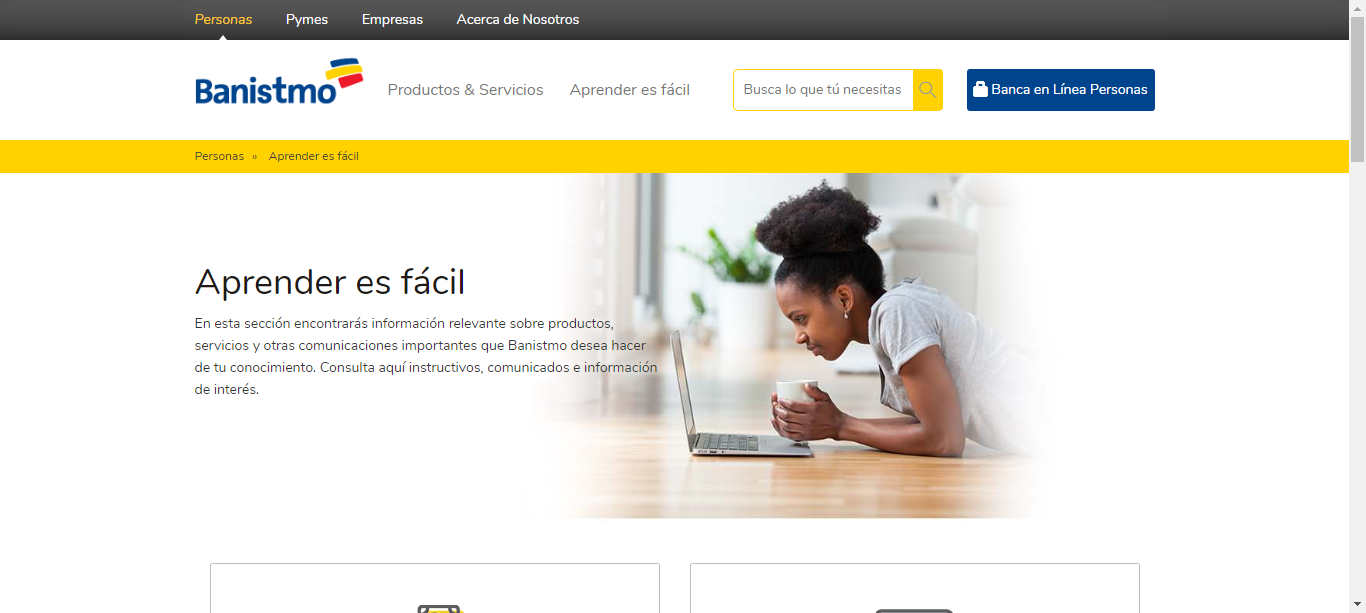 Personas Pymes Empresas Acerca de Nosotros
Banistmo Productos & Servicios Aprender es fácil Busca lo que tú necesitas Banca en Línea Personas
Personas » Aprender es fácil
Aprender es fácil
En esta sección encontrarás información relevante sobre productos,
servicios y otras comunicaciones importantes que Banistmo desea hacer
de tu conocimiento. Consulta aquí instructivos, comunicados e información
de interés.